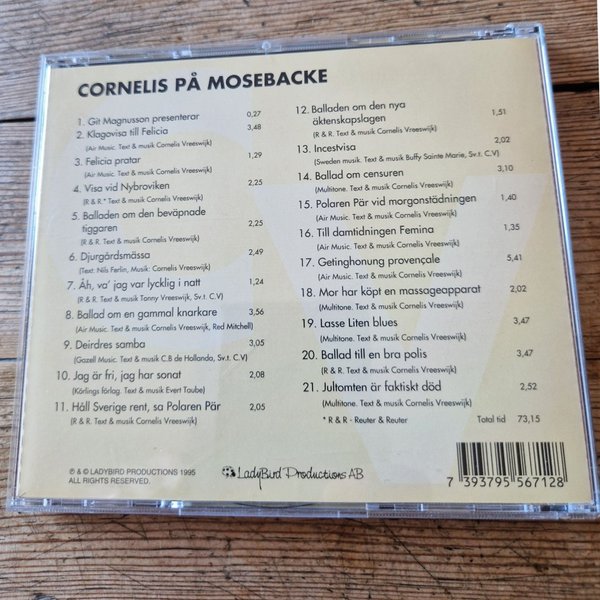 CORNELIS PÅ MOSEBACKE
1. Git Magnusson presenterar 0,27
2. Klagovisa till Felicia 3,48
(Air Music. Text & musik Cornelis Vreeswijk)
3. Felicia pratar 1,29
(Air Music. Text & musik Cornelis Vreeswijk)
4. Visa vid Nybroviken 2,25
(R & R.* Text & musik Cornelis Vreeswijk)
5. Balladen om den beväpnade
tiggaren 2,25
(R & R. Text & musik Cornelis Vreeswijk)
6. Djurgårdsmässa 2,49
(Text: Nils Ferlin, Musik: Cornelis Vreeswijk)
7. Åh, va' jag var lycklig i natt 1,24
(R & R. Text & musik Tonny Vreeswijk, Sv.t. C.V)
8. Ballad om en gammal knarkare 3,56
(Air Music. Text & musik Cornelis Vreeswijk, Red Mitchell)
9. Deirdres samba 3,05
(Gazell Music. Text & musik C.B de Hollanda, Sv.t. C.V)
10. Jag är fri, jag har sonat 2,08
(Körlings förlag. Text & musik Evert Taube)
11. Håll Sverige rent, sa Polaren Pär 2,05
(R & R. Text & musik Cornelis Vreeswijk)
12. Balladen om den nya
äktenskapslagen 1,51
(R & R. Text & musik Cornelis Vreeswijk)
13. Incestvisa 2,02
(Sweden musik. Text & musik Buffy Sainte Marie, Sv.t. C.V)
14. Ballad om censuren 3,10
(Multitone. Text & musik Cornelis Vreeswijk)
15. Polaren Pär vid morgonstädningen 1,40
(Air Music. Text & musik Cornelis Vreeswijk)
16. Till damtidningen Femina 1,35
(Air Music. Text & musik Cornelis Vreeswijk)
17. Getinghonung provençale 5,41
(Air Music. Text & musik Cornelis Vreeswijk)
18. Mor har köpt en massageapparat 2,02
(Multitone. Text & musik Cornelis Vreeswijk)
19. Lasse Liten blues 3,47
(Multitone. Text & musik Cornelis Vreeswijk)
20. Ballad till en bra polis 3,47
(R & R. Text & musik Cornelis Vreeswijk)
21. Jultomten är faktiskt död 2,52
(Multitone. Text & musik Cornelis Vreeswijk)
* R & R - Reuter & Reuter Total tid 73,15
℗ & © LADYBIRD PRODUCTIONS 1995
ALL RIGHTS RESERVED.
LadyBird Productions AB
7 393795 567128